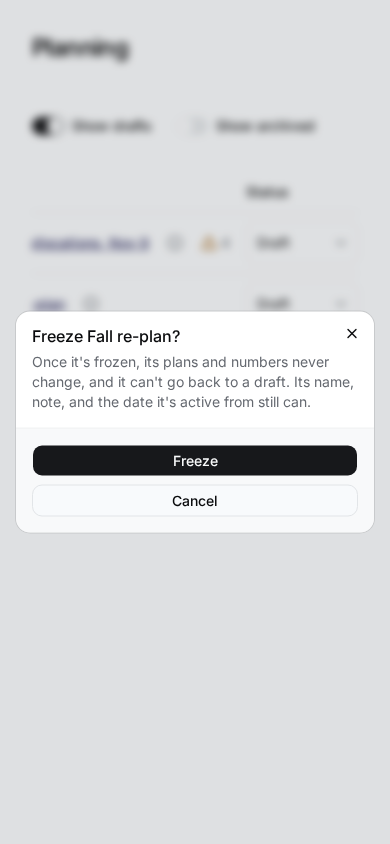 Planning
Show drafts
Show archived
Status
Draft
Draft
Freeze Fall re-plan?
Once it's frozen, its plans and numbers never
change, and it can't go back to a draft. Its name,
note, and the date it's active from still can.
Freeze
Cancel